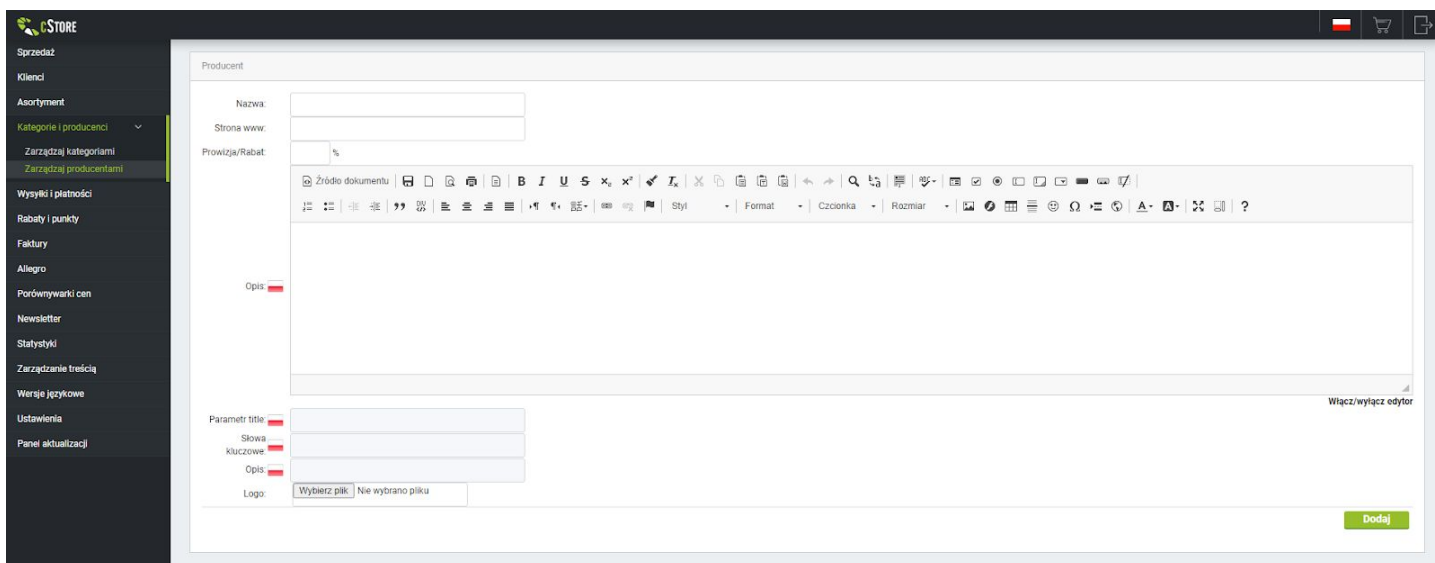 cSTORE
Sprzedaż
Klienci
Asortyment
Kategorie i producenci
Zarządzaj kategoriami
Zarządzaj producentami
Wysyłki i płatności
Rabaty i punkty
Faktury
Allegro
Porównywarki cen
Newsletter
Statystyki
Zarządzanie treścią
Wersje językowe
Ustawienia
Panel aktualizacji
Producent
Nazwa:
Strona www:
Prowizja/Rabat: %
Źródło dokumentu
Styl Format Czcionka Rozmiar
Opis:
Włącz/wyłącz edytor
Parametr title:
Słowa
kluczowe:
Opis:
Logo: Wybierz plik Nie wybrano pliku
Dodaj